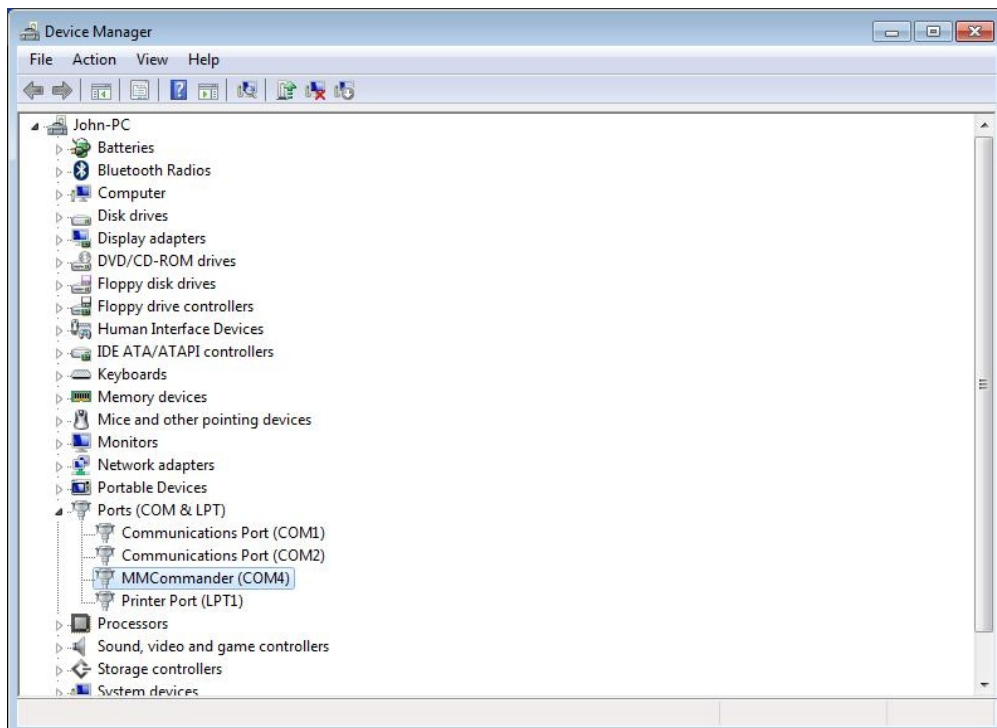 Device Manager
File Action View Help
John-PC
Batteries
Bluetooth Radios
Computer
Disk drives
Display adapters
DVD/CD-ROM drives
Floppy disk drives
Floppy drive controllers
Human Interface Devices
IDE ATA/ATAPI controllers
Keyboards
Memory devices
Mice and other pointing devices
Monitors
Network adapters
Portable Devices
Ports (COM & LPT)
Communications Port (COM1)
Communications Port (COM2)
MMCommander (COM4)
Printer Port (LPT1)
Processors
Sound, video and game controllers
Storage controllers
System devices